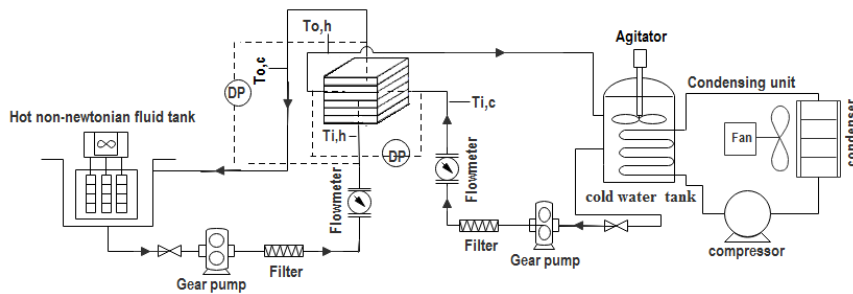 To,h
To,c
DP
Hot non-newtonian fluid tank
Ti,h
DP
Ti,c
Agitator
Condensing unit
Fan
condenser
Flowmeter
Flowmeter
cold water tank
Filter
Gear pump
compressor
Gear pump
Filter